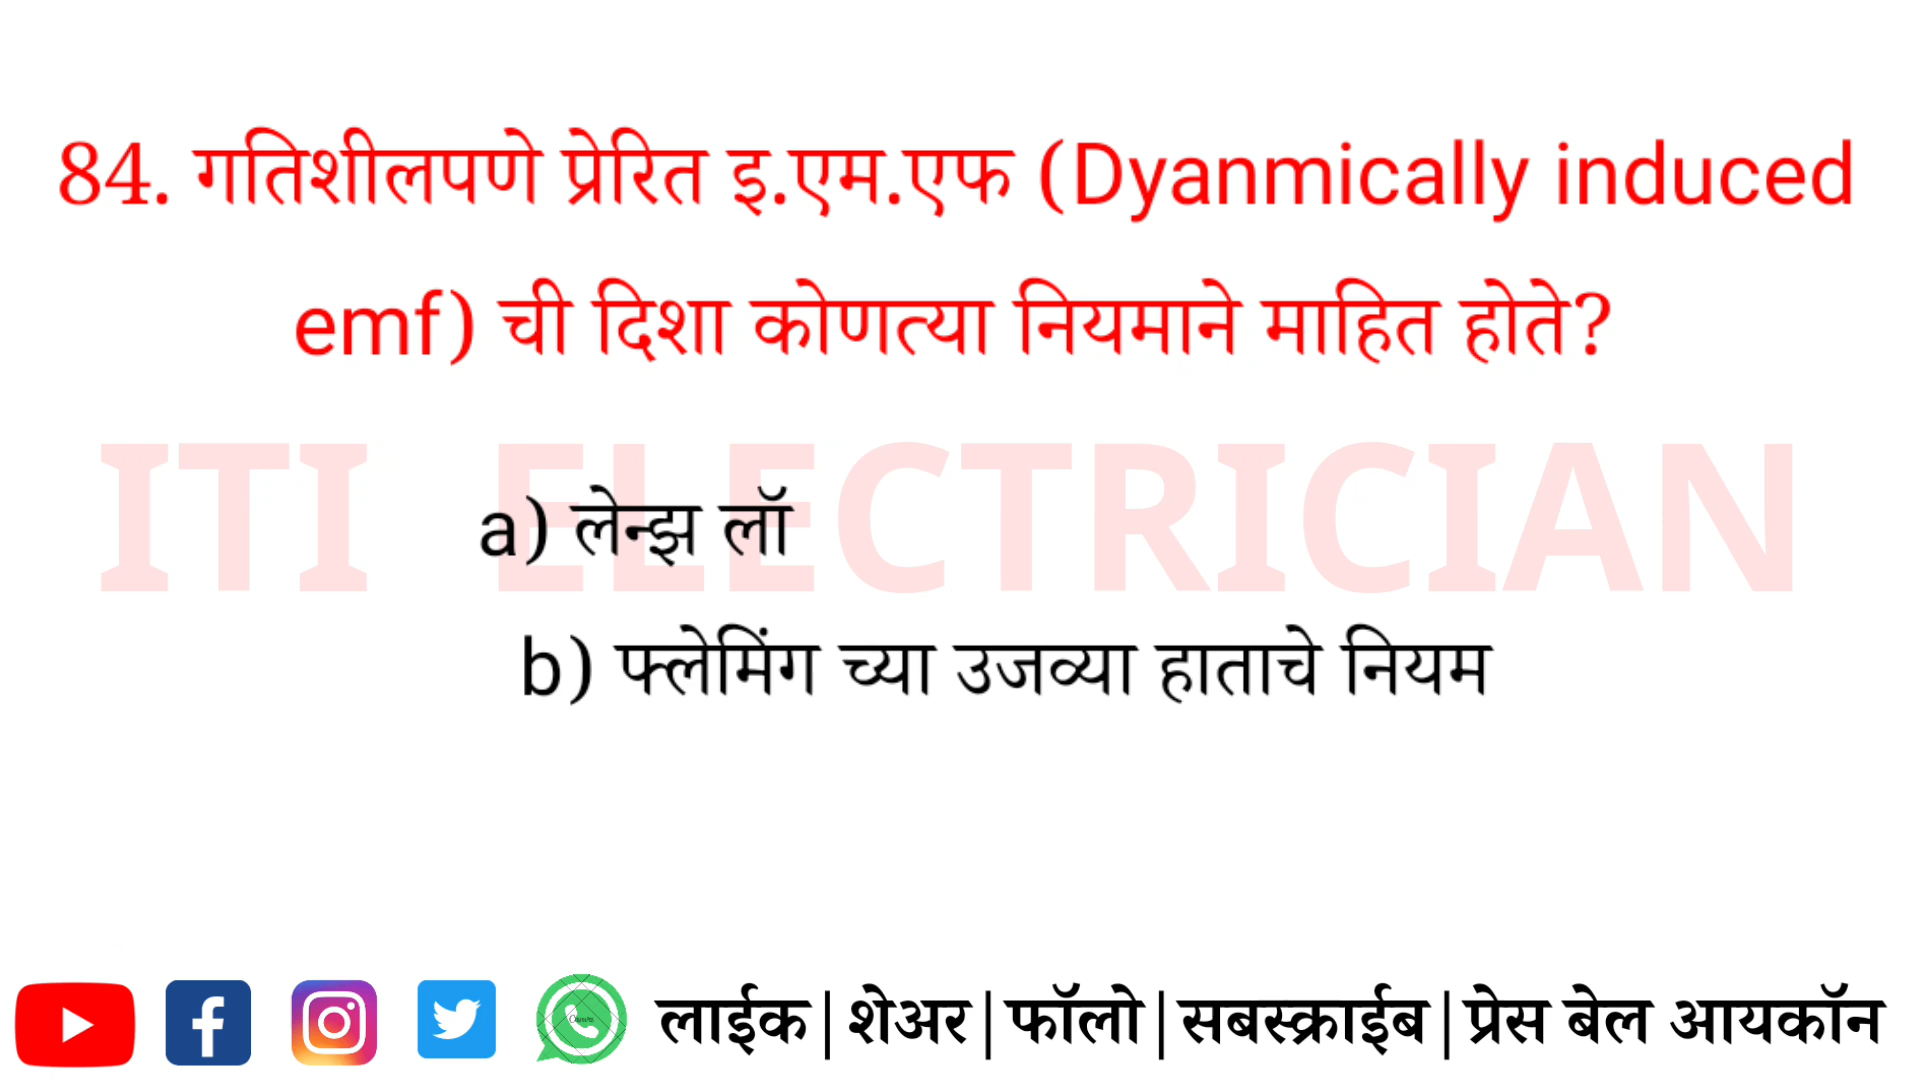 84. गतिशीलपणे प्रेरित इ.एम.एफ (Dyanmically induced
emf) ची दिशा कोणत्या नियमाने माहित होते?
ITI ELECTRICIAN
a) लेन्झ लॉ
b) फ्लेमिंग च्या उजव्या हाताचे नियम
लाईक|शेअर|फॉलो|सबस्क्राईब|प्रेस बेल आयकॉन